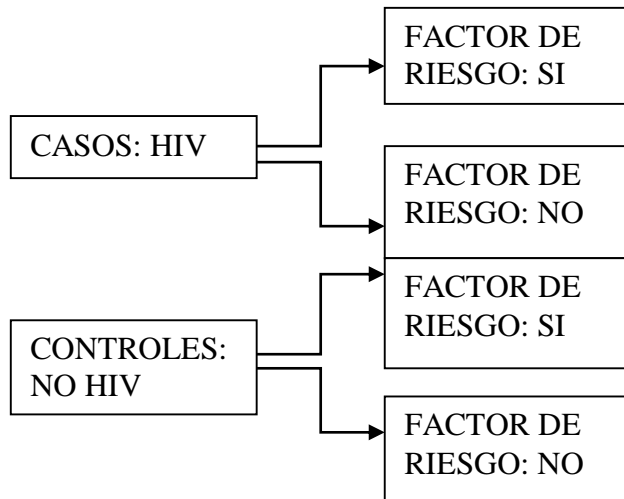 FACTOR DE
RIESGO: SI
CASOS: HIV
FACTOR DE
RIESGO: NO
FACTOR DE
RIESGO: SI
CONTROLES:
NO HIV
FACTOR DE
RIESGO: NO